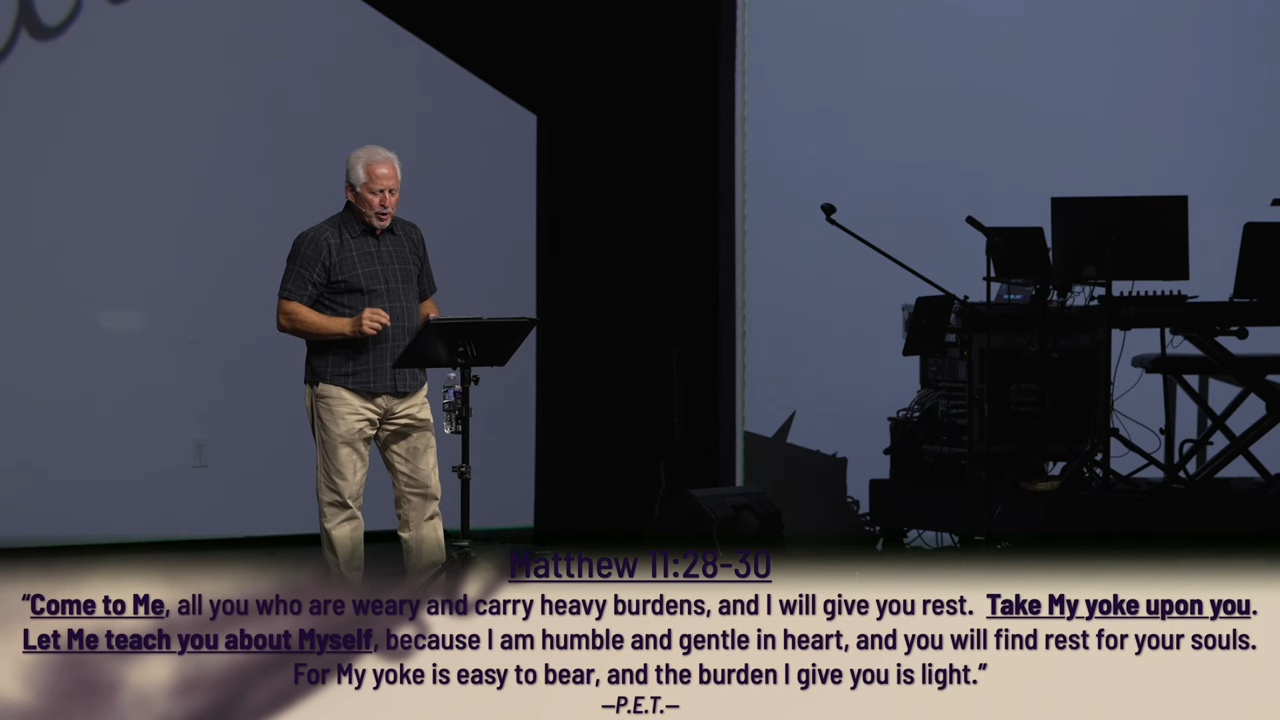 Matthew 11:28-30
“Come to Me, all you who are weary and carry heavy burdens, and I will give you rest.  Take My yoke upon you.
Let Me teach you about Myself, because I am humble and gentle in heart, and you will find rest for your souls.
For My yoke is easy to bear, and the burden I give you is light.”
—P.E.T.—